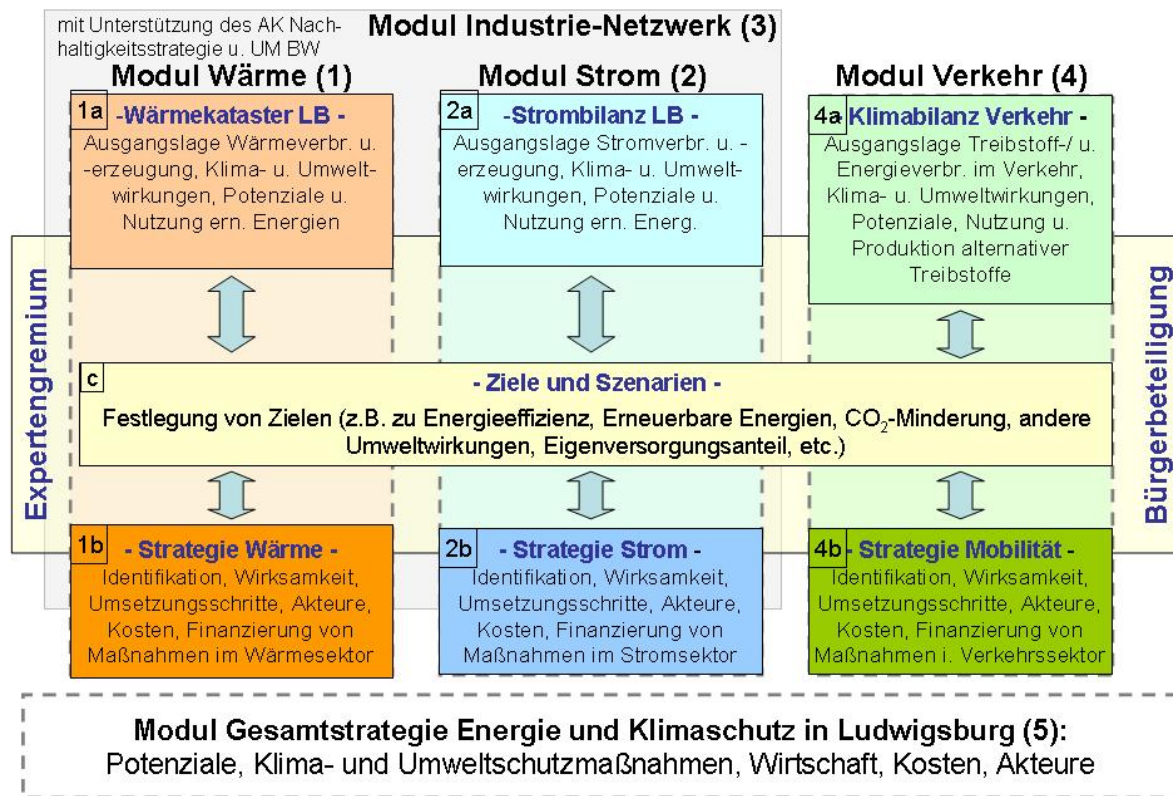 mit Unterstützung des AK Nach-
haltigkeitsstrategie u. UM BW
Modul Industrie-Netzwerk (3)
Modul Wärme (1)
Modul Strom (2)
Modul Verkehr (4)
1a
-Wärmekataster LB -
Ausgangslage Wärmeverbr. u.
-erzeugung, Klima- u. Umwelt-
wirkungen, Potenziale u.
Nutzung ern. Energien
2a
-Strombilanz LB -
Ausgangslage Stromverbr. u. -
erzeugung, Klima- u. Umwelt-
wirkungen, Potenziale u.
Nutzung ern. Energ.
4a
- Klimabilanz Verkehr -
Ausgangslage Treibstoff-/ u.
Energieverbr. im Verkehr,
Klima- u. Umweltwirkungen,
Potenziale, Nutzung u.
Produktion alternativer
Treibstoffe
Expertengremium
Bürgerbeteiligung
c
- Ziele und Szenarien -
Festlegung von Zielen (z.B. zu Energieeffizienz, Erneuerbare Energien, CO₂-Minderung, andere
Umweltwirkungen, Eigenversorgungsanteil, etc.)
1b
- Strategie Wärme -
Identifikation, Wirksamkeit,
Umsetzungsschritte, Akteure,
Kosten, Finanzierung von
Maßnahmen im Wärmesektor
2b
- Strategie Strom -
Identifikation, Wirksamkeit,
Umsetzungsschritte, Akteure,
Kosten, Finanzierung von
Maßnahmen im Stromsektor
4b
- Strategie Mobilität -
Identifikation, Wirksamkeit,
Umsetzungsschritte, Akteure,
Kosten, Finanzierung von
Maßnahmen i. Verkehrssektor
Modul Gesamtstrategie Energie und Klimaschutz in Ludwigsburg (5):
Potenziale, Klima- und Umweltschutzmaßnahmen, Wirtschaft, Kosten, Akteure